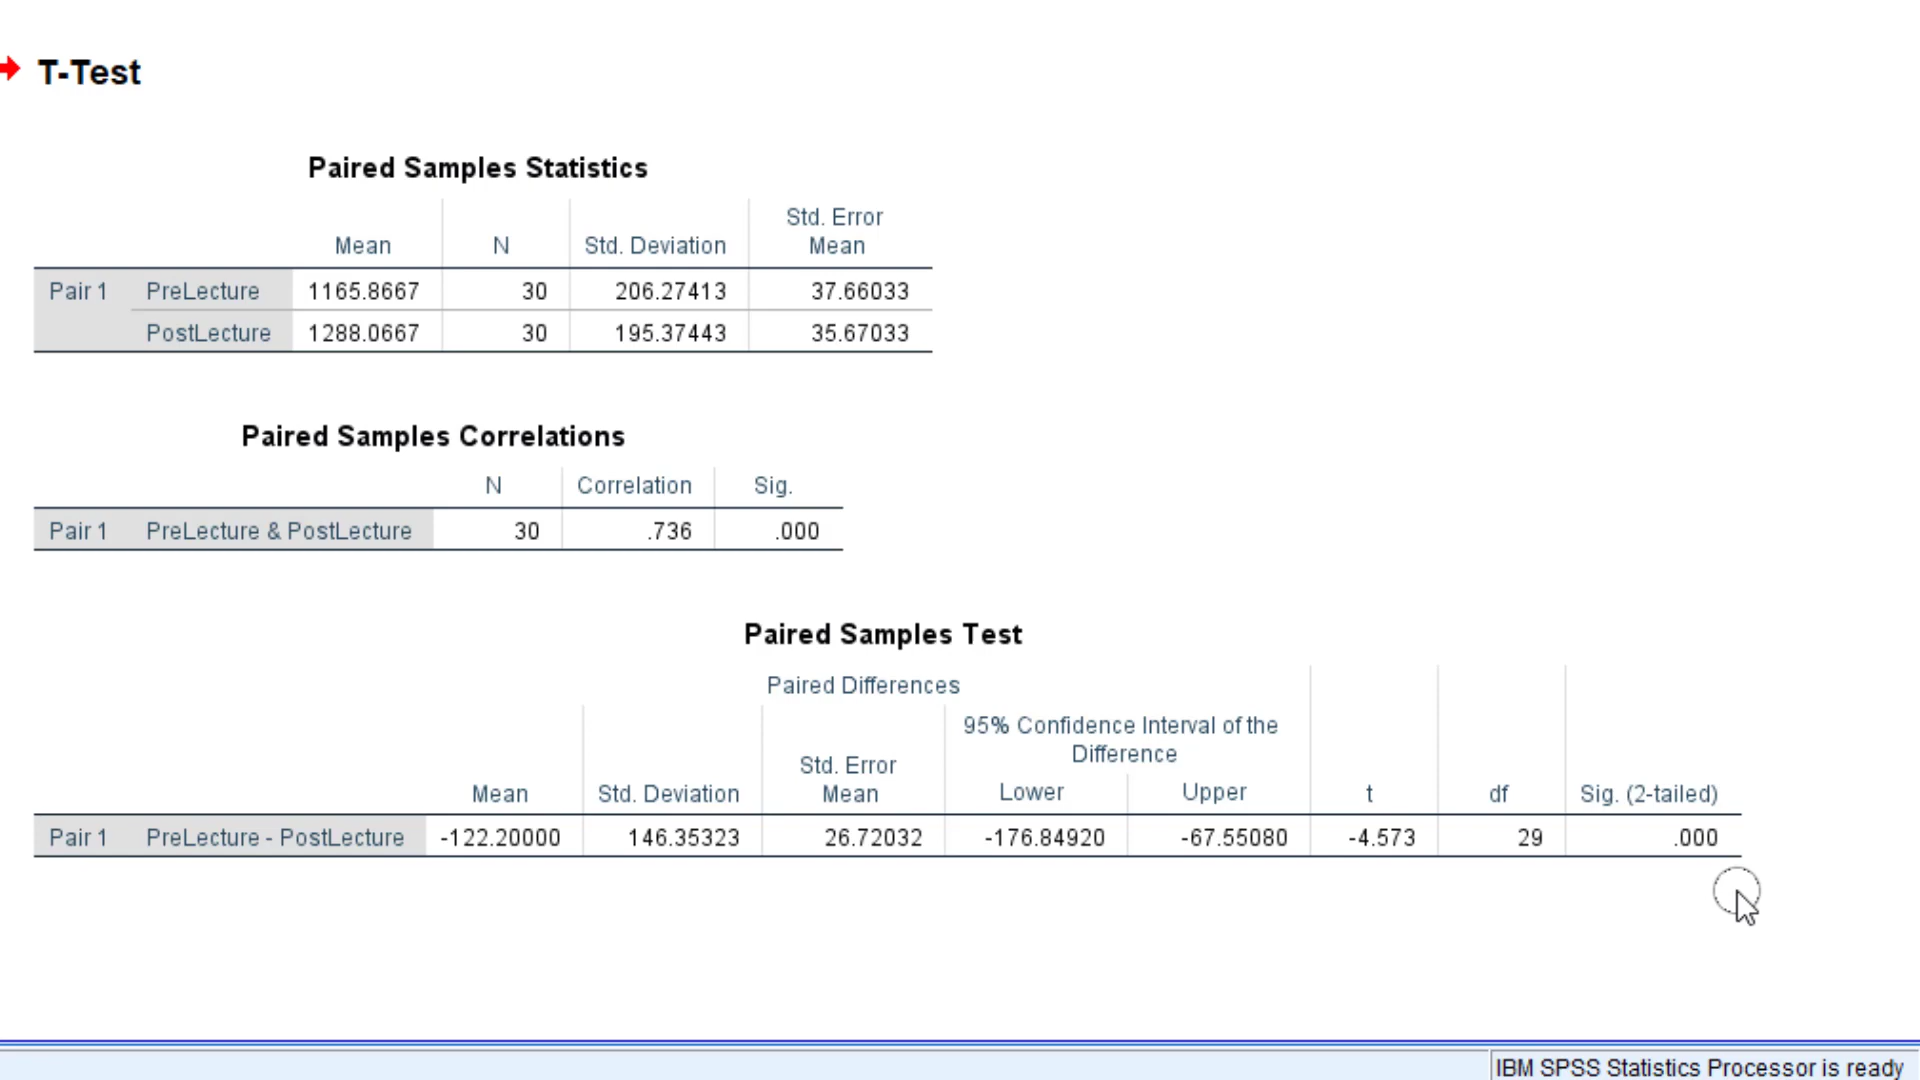 T-Test
Paired Samples Statistics
Mean N Std. Deviation Std. Error Mean
Pair 1 PreLecture 1165.8667 30 206.27413 37.66033
PostLecture 1288.0667 30 195.37443 35.67033
Paired Samples Correlations
N Correlation Sig.
Pair 1 PreLecture & PostLecture 30 .736 .000
Paired Samples Test
Paired Differences
95% Confidence Interval of the Difference
Mean Std. Deviation Std. Error Mean Lower Upper t df Sig. (2-tailed)
Pair 1 PreLecture - PostLecture -122.20000 146.35323 26.72032 -176.84920 -67.55080 -4.573 29 .000
IBM SPSS Statistics Processor is ready